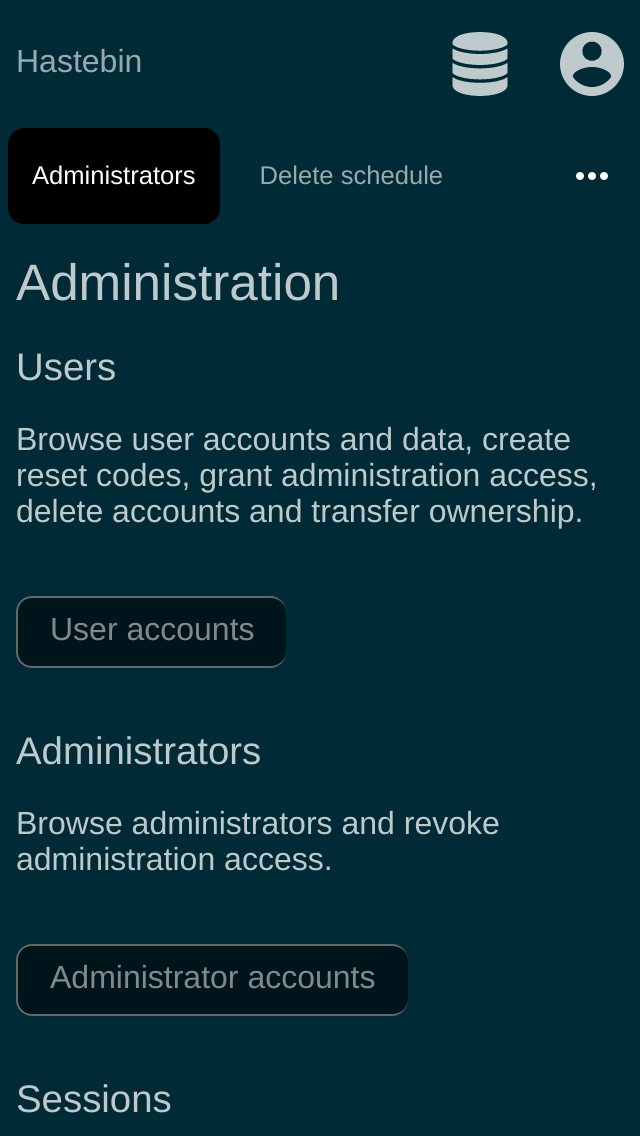 Hastebin
Administrators
Delete schedule
Administration
Users
Browse user accounts and data, create
reset codes, grant administration access,
delete accounts and transfer ownership.
User accounts
Administrators
Browse administrators and revoke
administration access.
Administrator accounts
Sessions